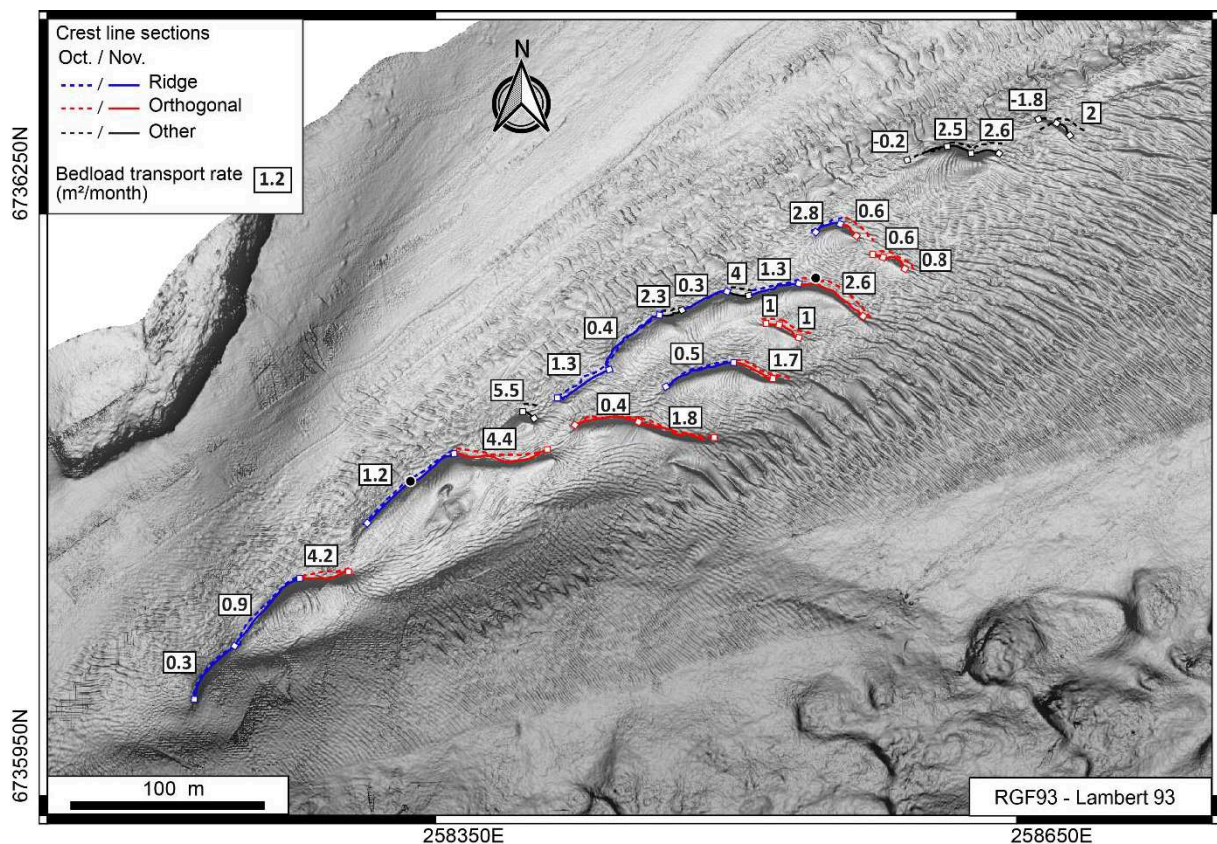 Crest line sections
Oct. / Nov.
/ Ridge
/ Orthogonal
/ Other
Bedload transport rate
(m²/month) 1.2
N
-1.8
2
-0.2
2.5
2.6
2.8
0.6
0.6
0.8
4
1.3
2.3
0.3
2.6
0.4
1
1
1.3
0.5
1.7
5.5
0.4
1.8
4.4
1.2
4.2
0.9
0.3
6736250N
6735950N
100 m
RGF93 - Lambert 93
258350E
258650E